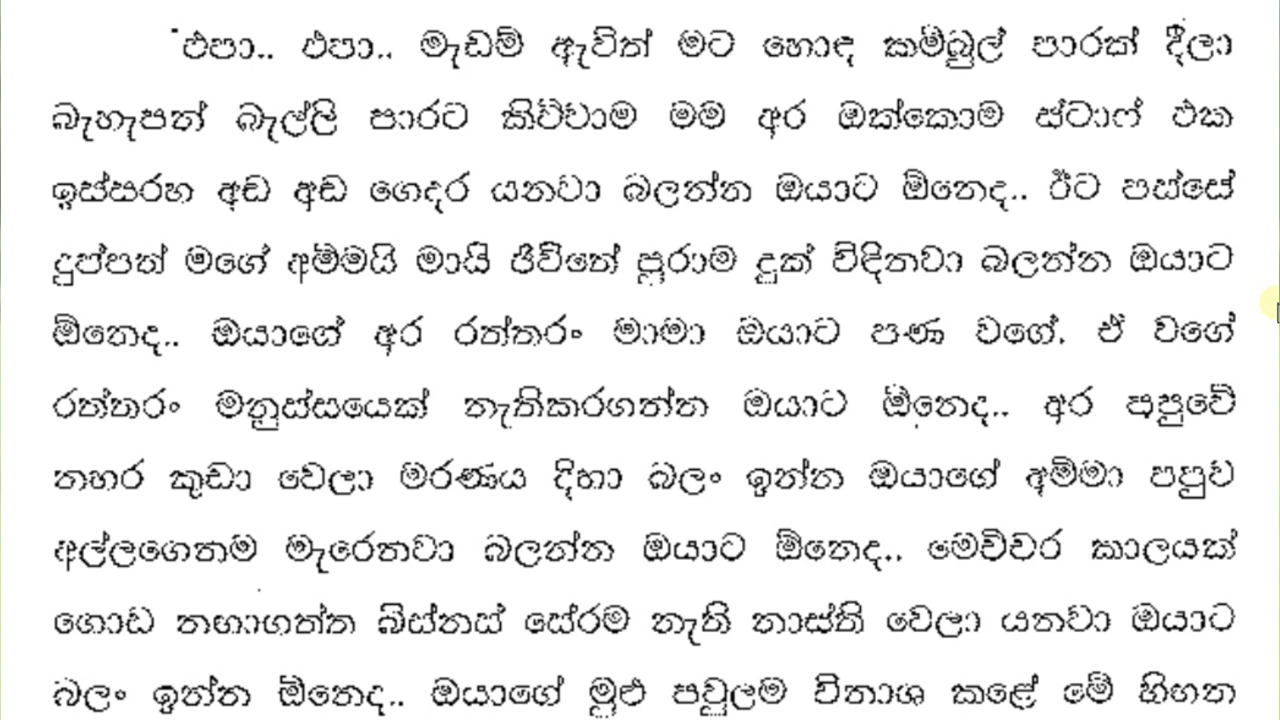 එපා.. එපා.. මැඩම් ඇවිත් මට හොඳ කම්බුල් පාරක් දීලා
බැහැපන් බැල්ලි පාරට කිව්වාම මම අර ඔක්කොම ස්ටාෆ් එක
ඉස්සරහ අඬ අඬ ගෙදර යනවා බලන්න ඔයාට ඕනෙද.. ඊට පස්සේ
දුප්පත් මගේ අම්මයි මායි ජීවිතේ පූරාම දුක් විඳිනවා බලන්න ඔයාට
ඕනෙද.. ඔයාගේ අර රත්තරං මාමා ඔයාට පණ වගේ. ඒ වගේ
රත්තරං මනුස්සයෙක් නැතිකරගන්න ඔයාට ඕනෙද.. අර පපුවේ
නහර කුඩා වෙලා මරණය දිහා බලං ඉන්න ඔයාගේ අම්මා පපුව
අල්ලගෙනම මැරෙනවා බලන්න ඔයාට ඕනෙද.. මෙච්චර කාලයක්
ගොඩ නඟාගත්ත බිස්නස් සේරම නැති නාස්ති වෙලා යනවා ඔයාට
බලං ඉන්න ඕනෙද.. ඔයාගේ මුළු පවුලම විනාශ කළේ මේ හිඟන